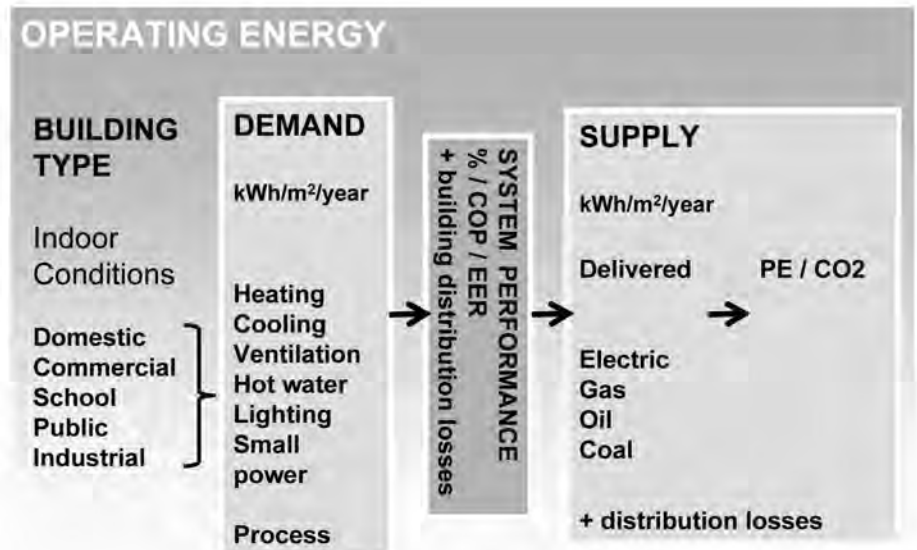 OPERATING ENERGY
BUILDING
TYPE
Indoor
Conditions
Domestic
Commercial
School
Public
Industrial
DEMAND
kWh/m²/year
Heating
Cooling
Ventilation
Hot water
Lighting
Small
power
Process
SYSTEM PERFORMANCE
% / COP / EER
+ building distribution losses
SUPPLY
kWh/m²/year
Delivered
PE / CO2
Electric
Gas
Oil
Coal
+ distribution losses